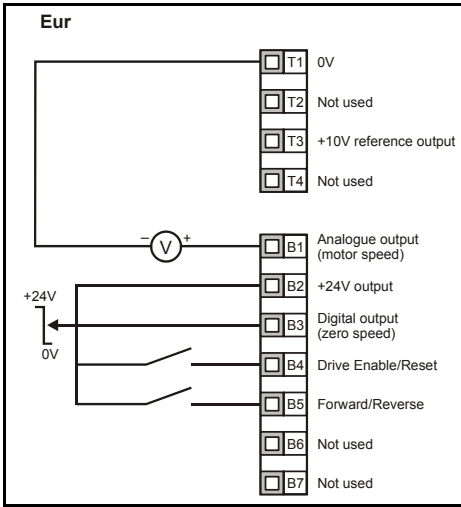 Eur
T1 0V
T2 Not used
T3 +10V reference output
T4 Not used
– V +
B1 Analogue output
(motor speed)
B2 +24V output
+24V
0V
B3 Digital output
(zero speed)
B4 Drive Enable/Reset
B5 Forward/Reverse
B6 Not used
B7 Not used